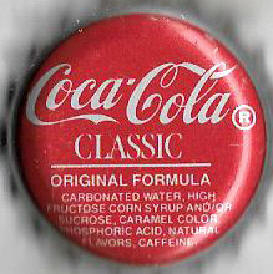 Coca-Cola®
CLASSIC
ORIGINAL FORMULA
CARBONATED WATER, HIGH
FRUCTOSE CORN SYRUP AND/OR
SUCROSE, CARAMEL COLOR,
PHOSPHORIC ACID, NATURAL
FLAVORS, CAFFEINE.